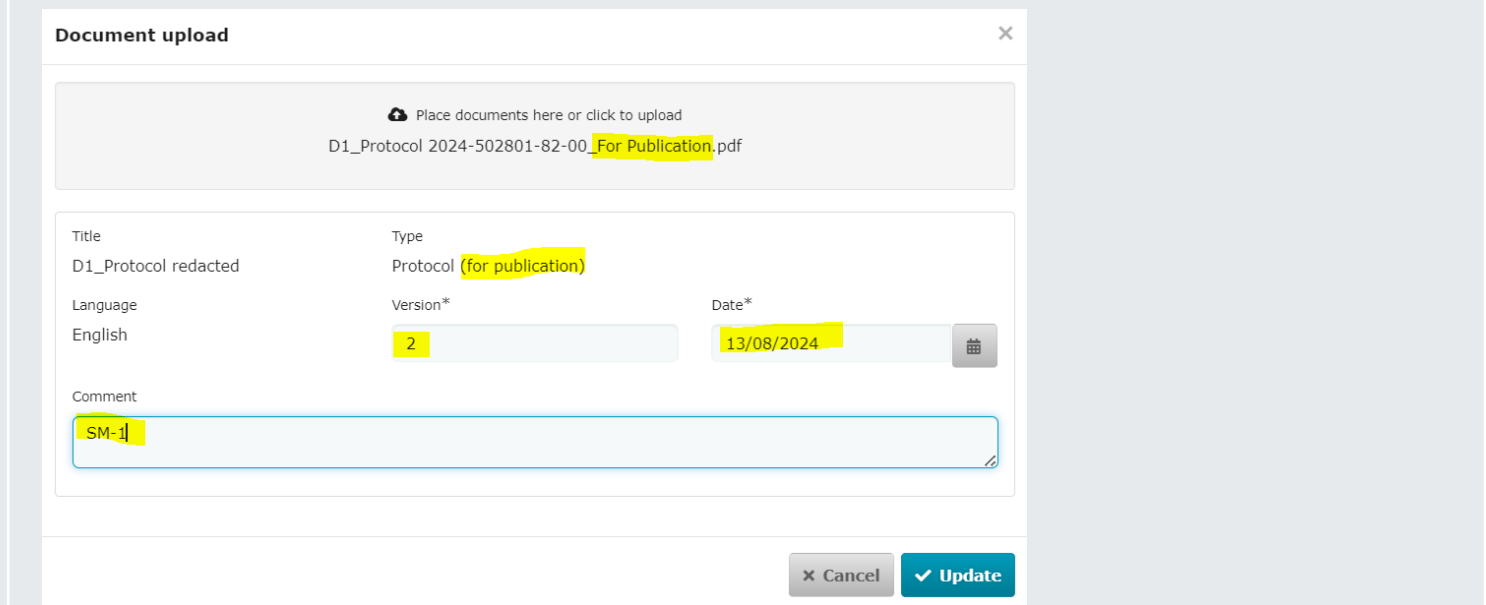 Document upload ×
Place documents here or click to upload
D1_Protocol 2024-502801-82-00_For Publication.pdf
Title Type
D1_Protocol redacted Protocol (for publication)
Language Version* Date*
English 2 13/08/2024
Comment
SM-1
× Cancel ✓ Update